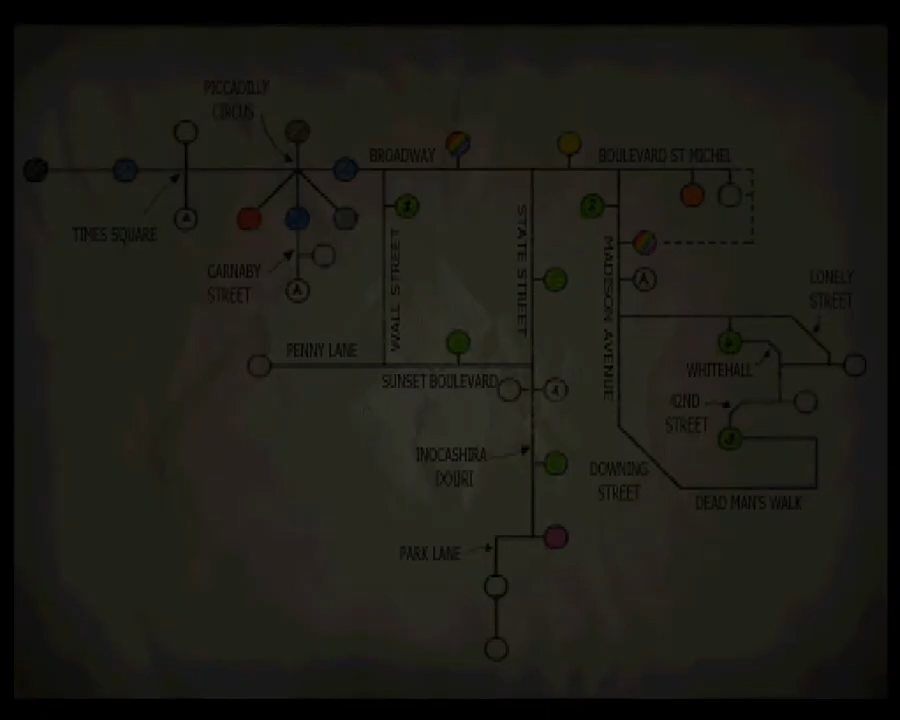 PICCADILLY
CIRCUS
BROADWAY
BOULEVARD ST MICHEL
TIMES SQUARE
A
CARNABY
STREET
A
WALL STREET
STATE STREET
MADISON AVENUE
A
LONELY
STREET
PENNY LANE
SUNSET BOULEVARD
A
WHITEHALL
42ND
STREET
INOCASHIRA
DOURI
DOWNING
STREET
DEAD MAN'S WALK
PARK LANE